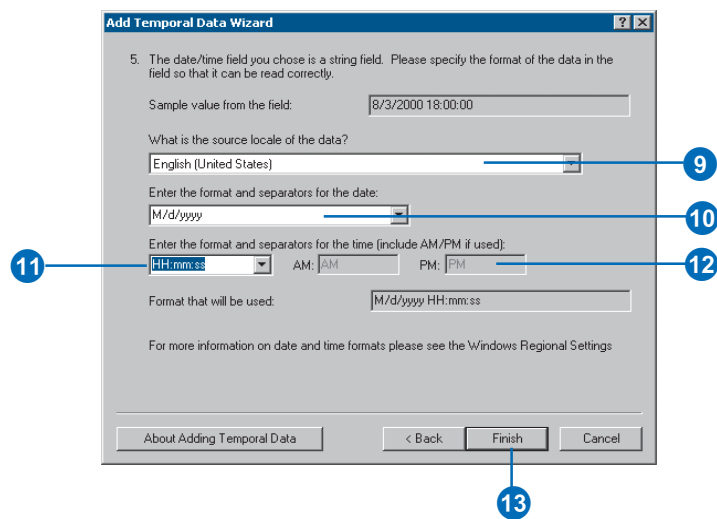 Add Temporal Data Wizard
5. The date/time field you chose is a string field. Please specify the format of the data in the
field so that it can be read correctly.
Sample value from the field: 8/3/2000 18:00:00
What is the source locale of the data?
English (United States) 9
Enter the format and separators for the date:
M/d/yyyy 10
Enter the format and separators for the time (include AM/PM if used):
11 HH:mm:ss AM: AM PM: PM 12
Format that will be used: M/d/yyyy HH:mm:ss
For more information on date and time formats please see the Windows Regional Settings
About Adding Temporal Data < Back Finish Cancel
13